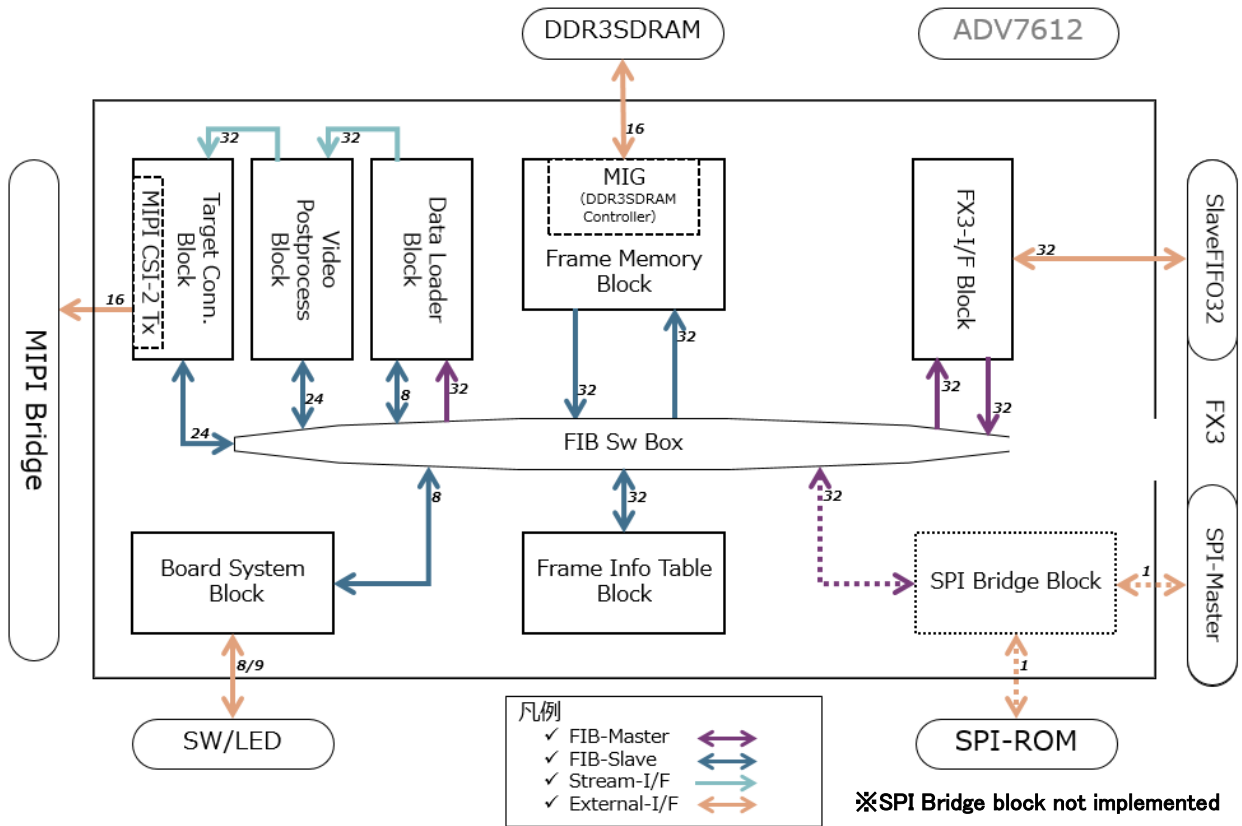 DDR3SDRAM
ADV7612
16
32
32
MIG
(DDR3SDRAM
Controller)
Frame Memory
Block
Target Conn.
Block
MIPI CSI-2 Tx
Video
Postprocess
Block
Data Loader
Block
FX3-I/F Block
32
SlaveFIFO32
FX3
SPI-Master
MIPI Bridge
16
24
24
8
32
32
32
32
32
FIB Sw Box
8
32
32
Board System
Block
Frame Info Table
Block
SPI Bridge Block
1
8/9
1
SW/LED
SPI-ROM
凡例
✓ FIB-Master
✓ FIB-Slave
✓ Stream-I/F
✓ External-I/F
※SPI Bridge block not implemented